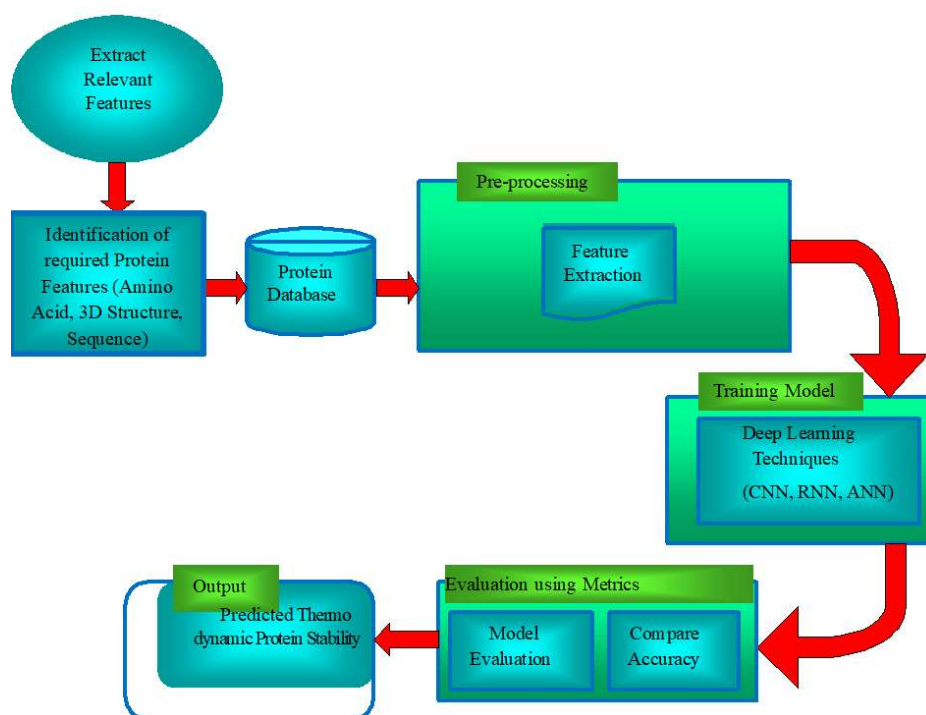 Extract
Relevant
Features
Identification of
required Protein
Features (Amino
Acid, 3D Structure,
Sequence)
Protein
Database
Pre-processing
Feature
Extraction
Training Model
Deep Learning
Techniques
(CNN, RNN, ANN)
Evaluation using Metrics
Model
Evaluation
Compare
Accuracy
Output
Predicted Thermo
dynamic Protein Stability